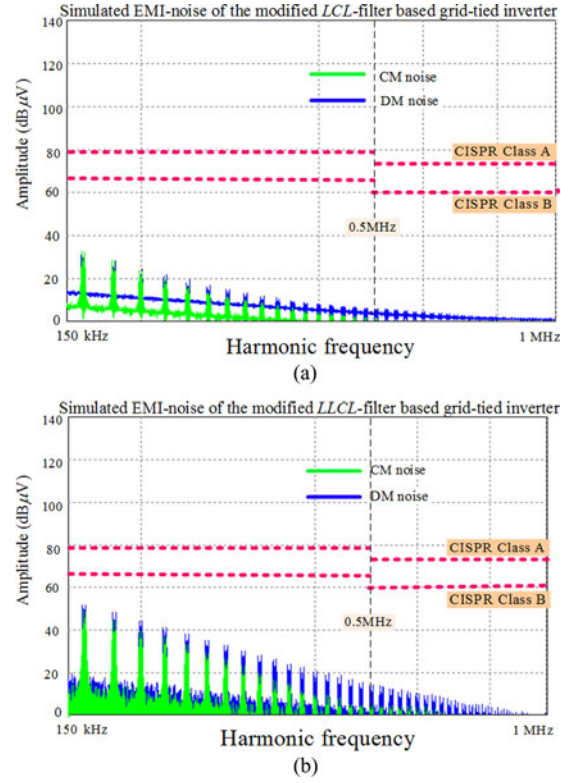 Simulated EMI-noise of the modified LCL-filter based grid-tied inverter
140
120
100
80
60
40
20
0
Amplitude (dBμV)
CM noise
DM noise
CISPR Class A
CISPR Class B
0.5MHz
150 kHz
1 MHz
Harmonic frequency
(a)
Simulated EMI-noise of the modified LLCL-filter based grid-tied inverter
140
120
100
80
60
40
20
0
Amplitude (dBμV)
CM noise
DM noise
CISPR Class A
CISPR Class B
0.5MHz
150 kHz
1 MHz
Harmonic frequency
(b)